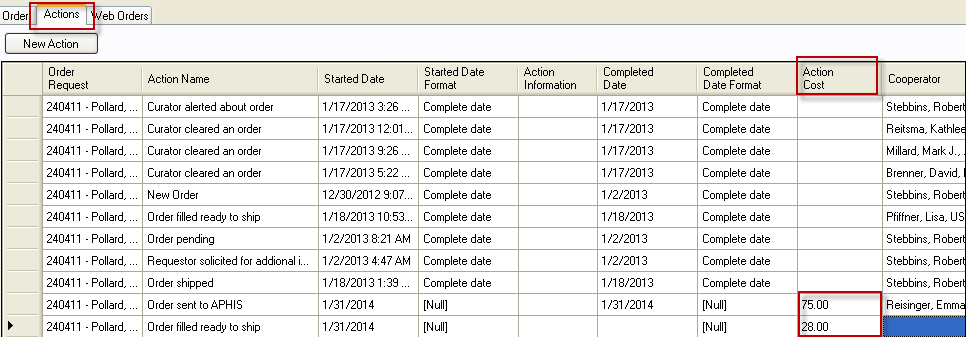 Order Actions Web Orders
New Action
Order Request Action Name Started Date Started Date Format Action Information Completed Date Completed Date Format Action Cost Cooperator
240411 - Pollard, ... Curator alerted about order 1/17/2013 3:26 ... Complete date 1/17/2013 Complete date Stebbins, Robert
240411 - Pollard, ... Curator cleared an order 1/17/2013 12:01... Complete date 1/17/2013 Complete date Reitsma, Kathlee
240411 - Pollard, ... Curator cleared an order 1/17/2013 9:26 ... Complete date 1/17/2013 Complete date Millard, Mark J.,
240411 - Pollard, ... Curator cleared an order 1/17/2013 5:22 ... Complete date 1/17/2013 Complete date Brenner, David,
240411 - Pollard, ... New Order 12/30/2012 9:07... Complete date 1/2/2013 Complete date Stebbins, Robert
240411 - Pollard, ... Order filled ready to ship 1/18/2013 10:53... Complete date 1/18/2013 Complete date Pfiffner, Lisa, US
240411 - Pollard, ... Order pending 1/2/2013 8:21 AM Complete date 1/2/2013 Complete date Stebbins, Robert
240411 - Pollard, ... Requestor solicited for addional i... 1/2/2013 4:47 AM Complete date 1/2/2013 Complete date Stebbins, Robert
240411 - Pollard, ... Order shipped 1/18/2013 1:39 ... Complete date 1/18/2013 Complete date Stebbins, Robert
240411 - Pollard, ... Order sent to APHIS 1/31/2014 [Null] 1/31/2014 [Null] 75.00 Reisinger, Emma
240411 - Pollard, ... Order filled ready to ship 1/31/2014 [Null] [Null] 28.00